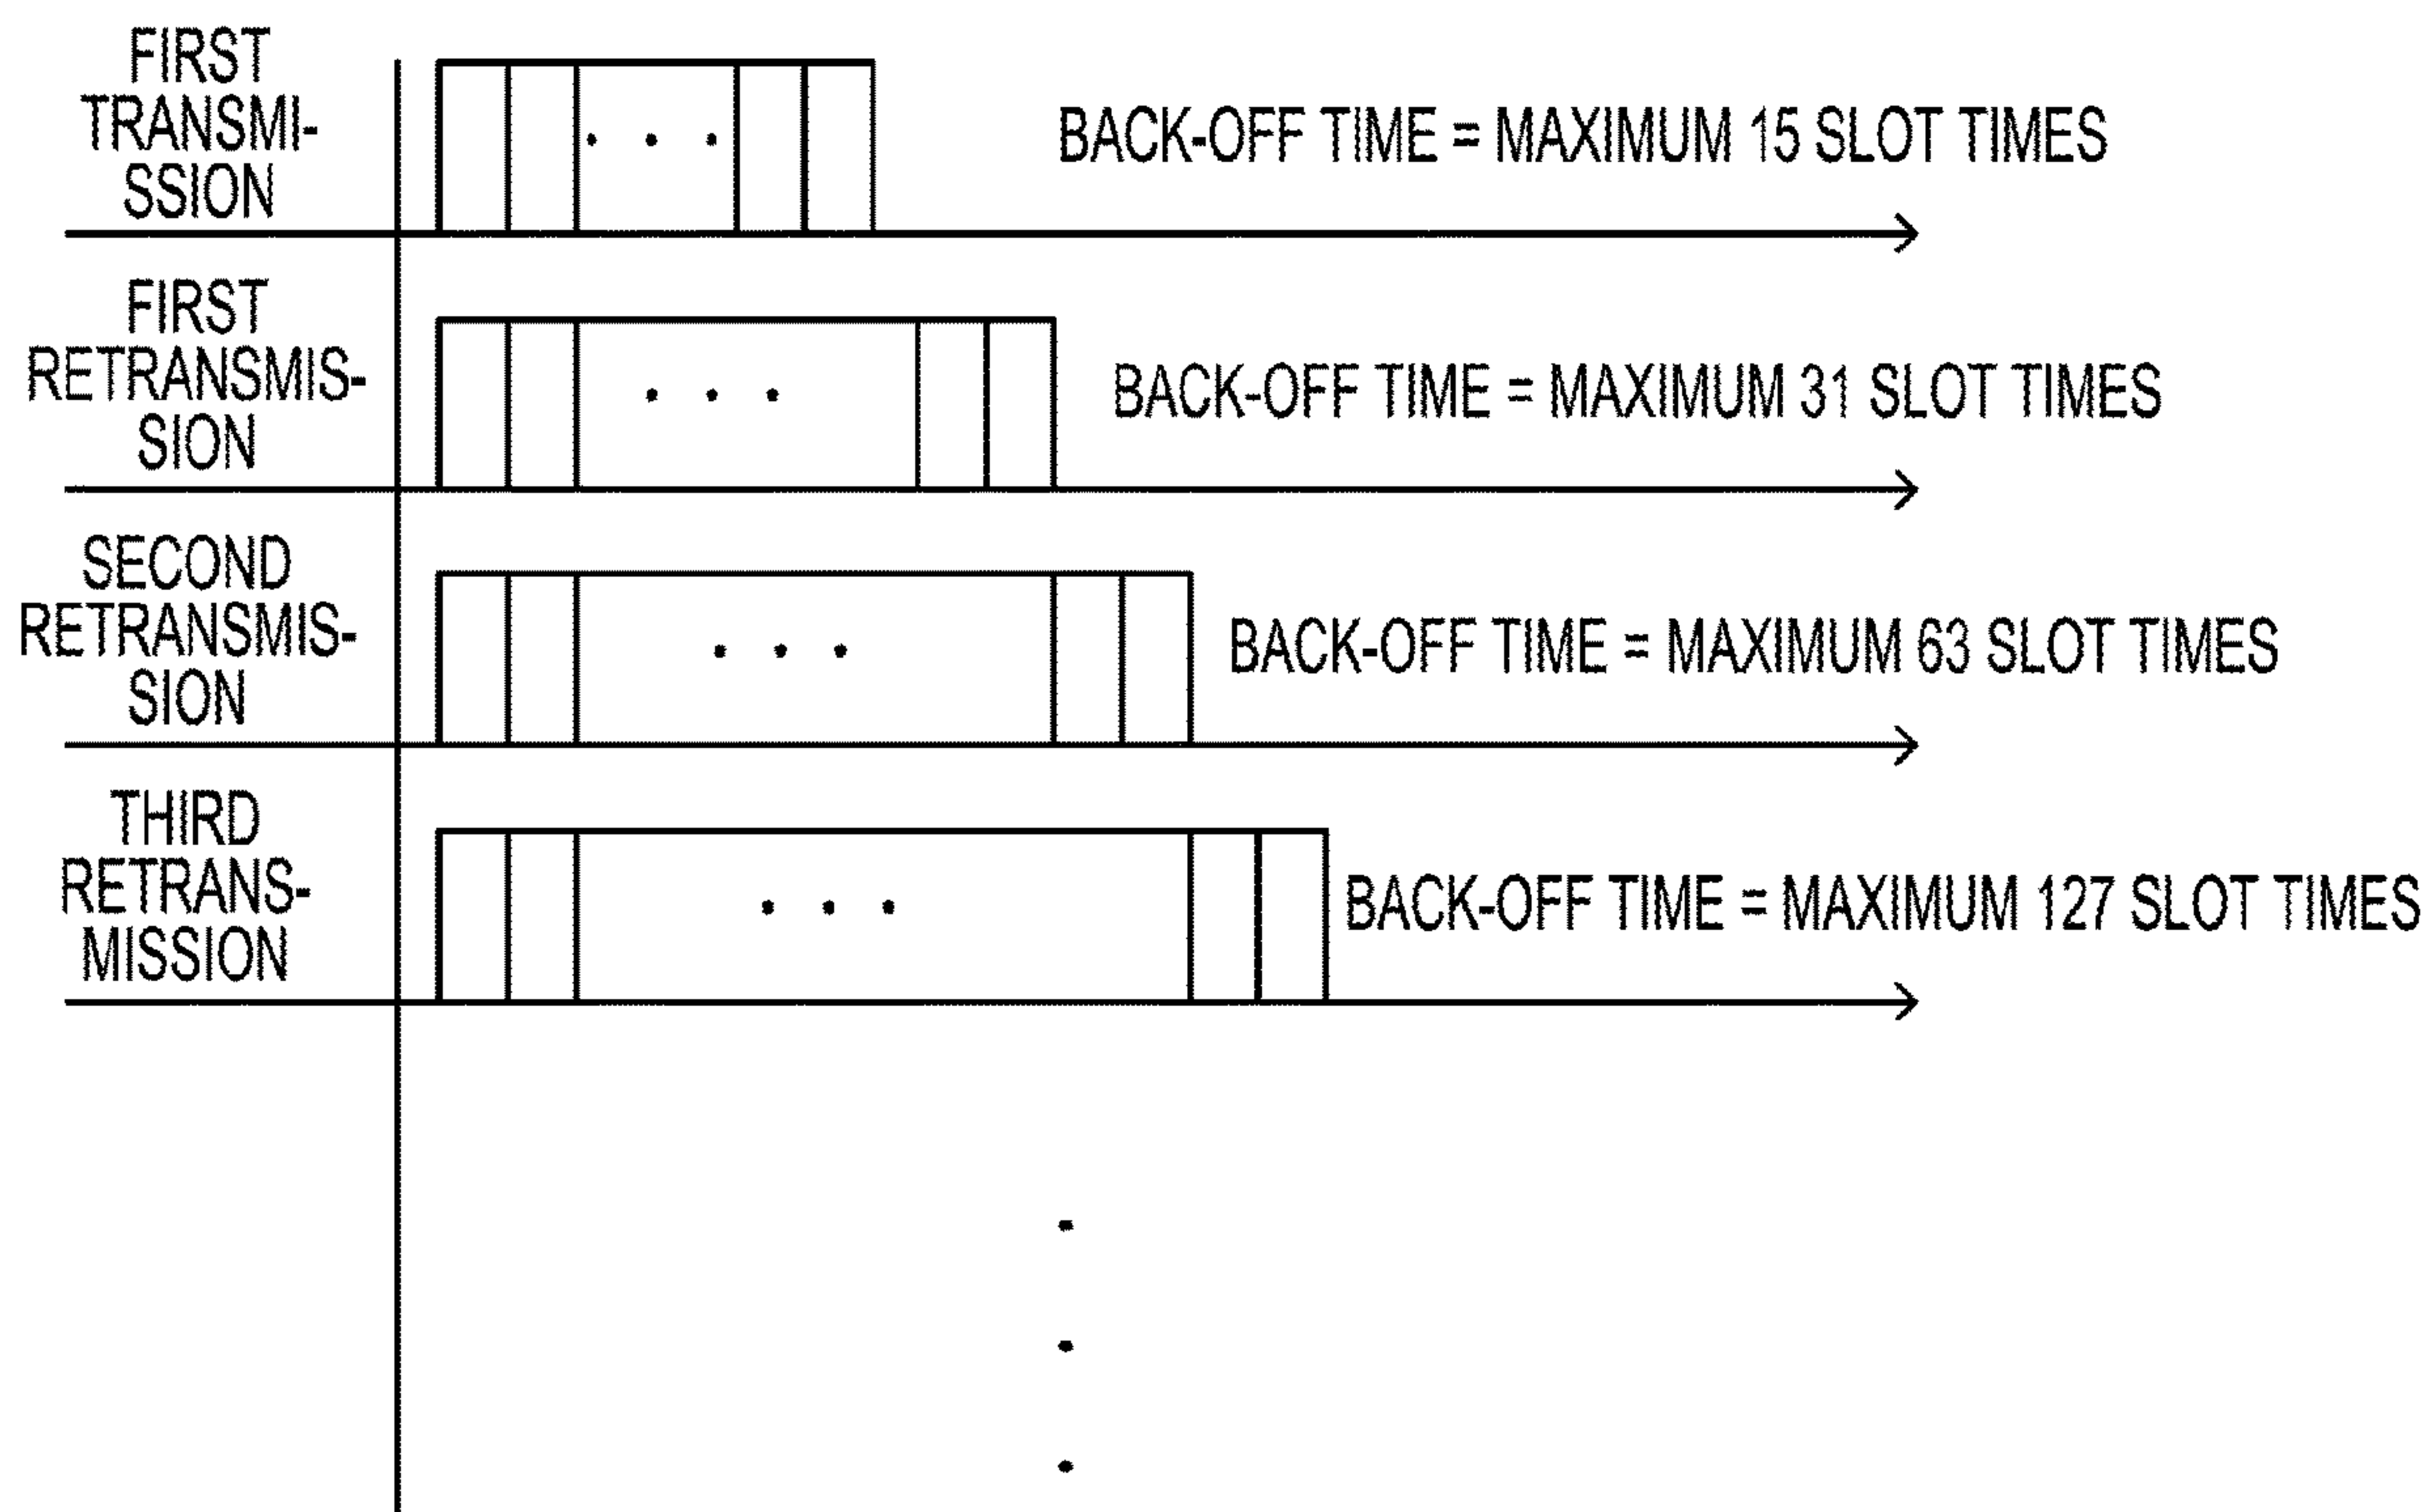 FIRST
TRANSMI-
SSION
BACK-OFF TIME = MAXIMUM 15 SLOT TIMES
FIRST
RETRANSMIS-
SION
BACK-OFF TIME = MAXIMUM 31 SLOT TIMES
SECOND
RETRANSMIS-
SION
BACK-OFF TIME = MAXIMUM 63 SLOT TIMES
THIRD
RETRANS-
MISSION
BACK-OFF TIME = MAXIMUM 127 SLOT TIMES